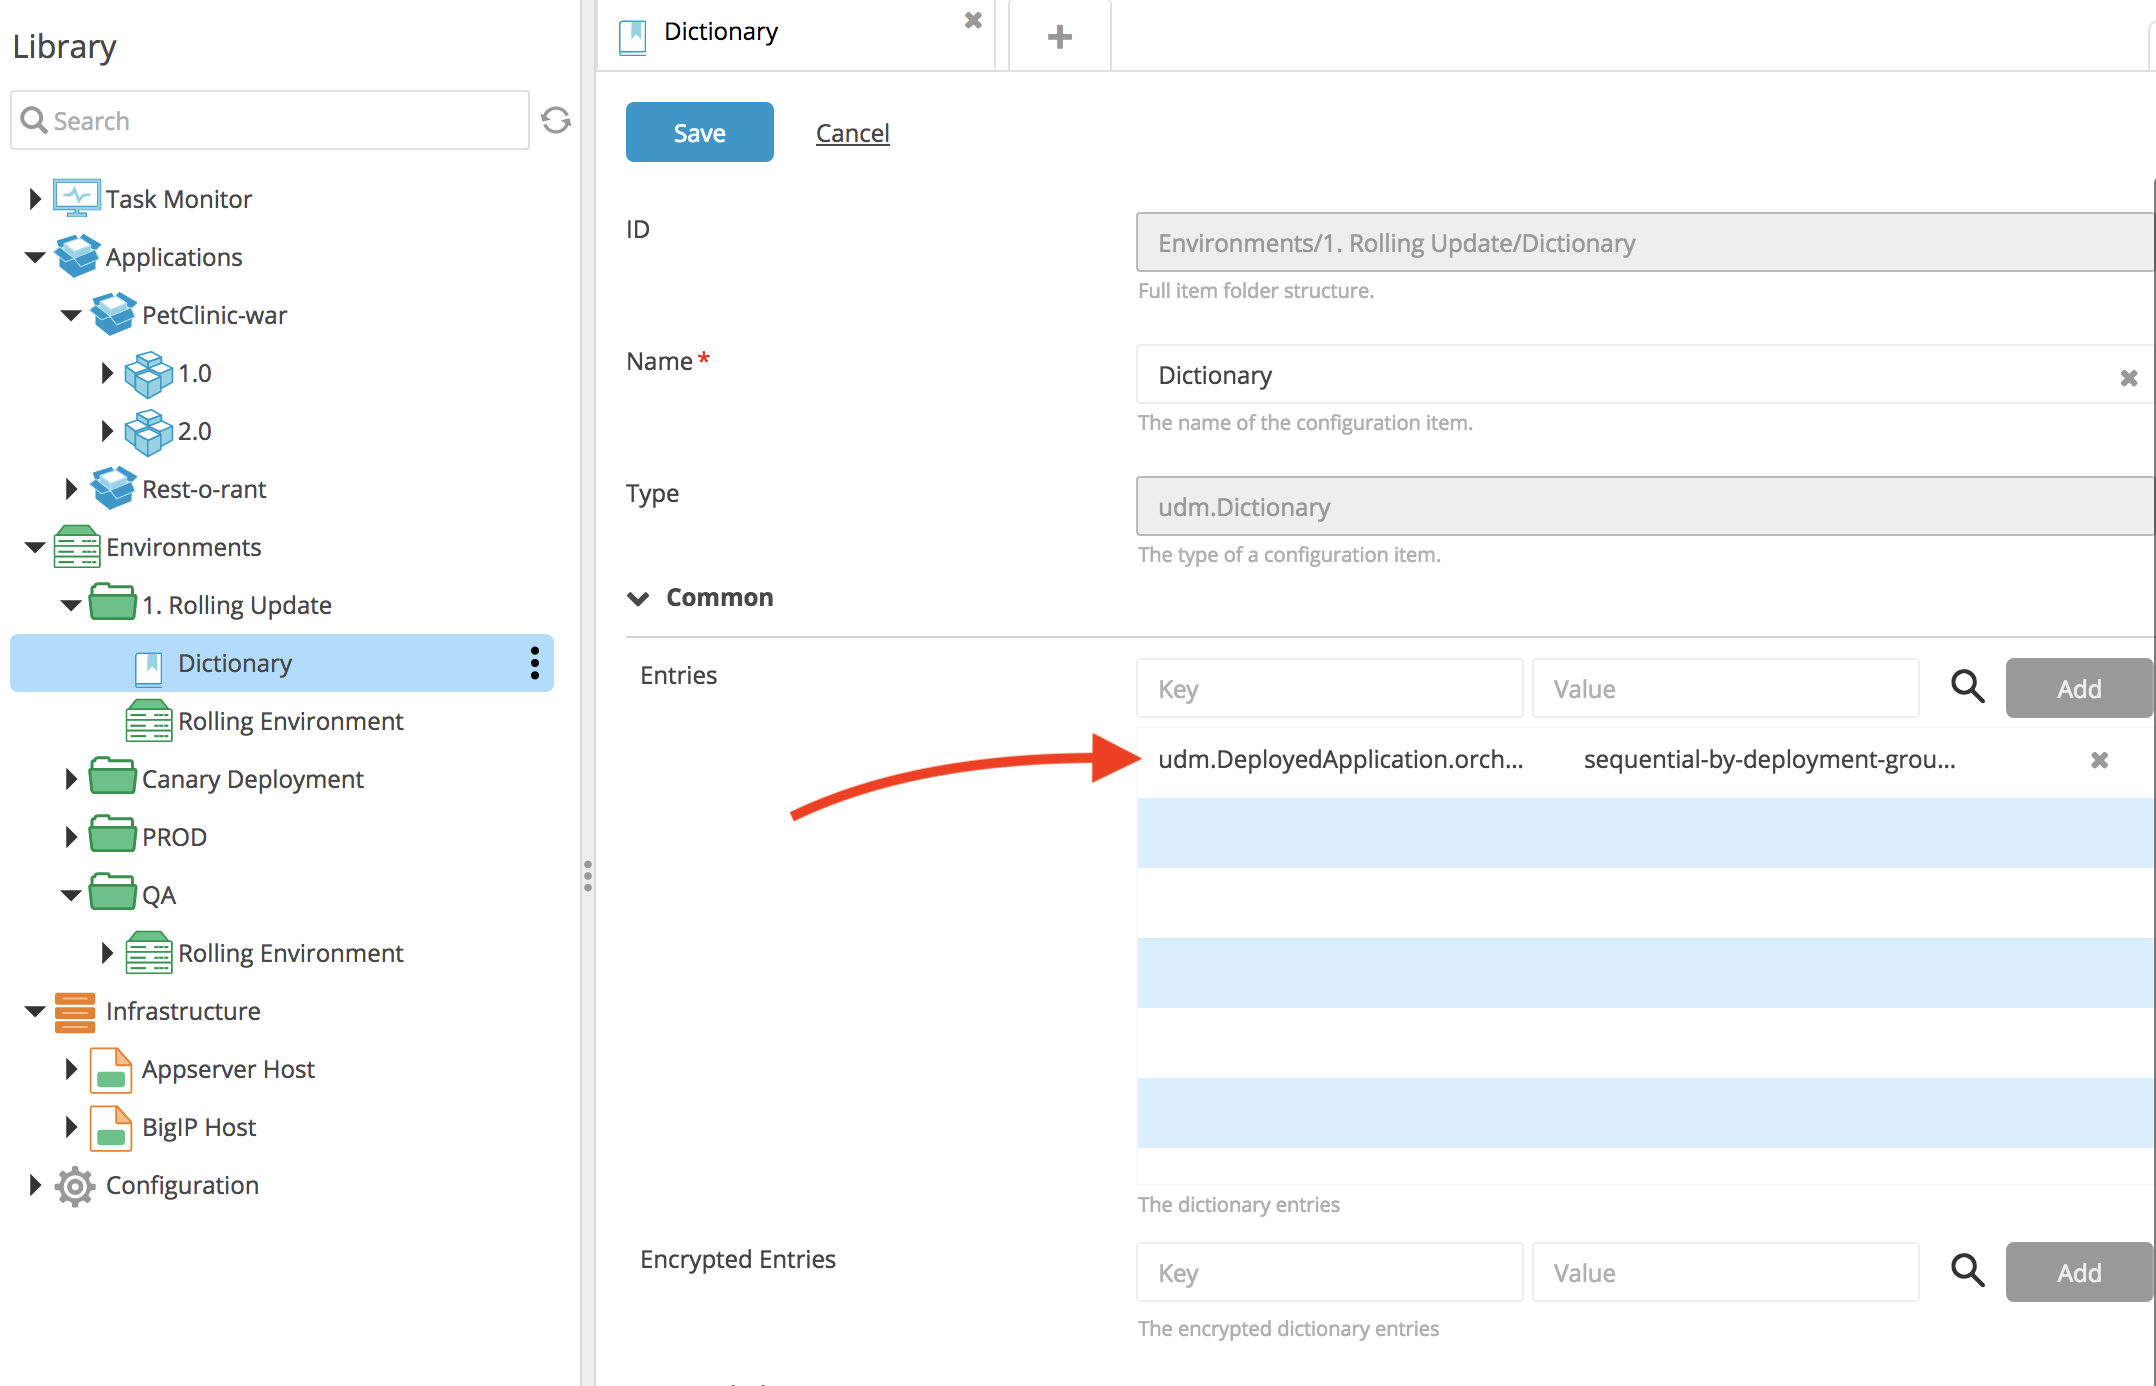 Library
Search
Task Monitor
Applications
PetClinic-war
1.0
2.0
Rest-o-rant
Environments
1. Rolling Update
Dictionary
Rolling Environment
Canary Deployment
PROD
QA
Rolling Environment
Infrastructure
Appserver Host
BigIP Host
Configuration
Dictionary
Save Cancel
ID
Environments/1. Rolling Update/Dictionary
Full item folder structure.
Name *
Dictionary
The name of the configuration item.
Type
udm.Dictionary
The type of a configuration item.
Common
Entries Key Value Add
udm.DeployedApplication.orch... sequential-by-deployment-grou...
The dictionary entries
Encrypted Entries Key Value Add
The encrypted dictionary entries